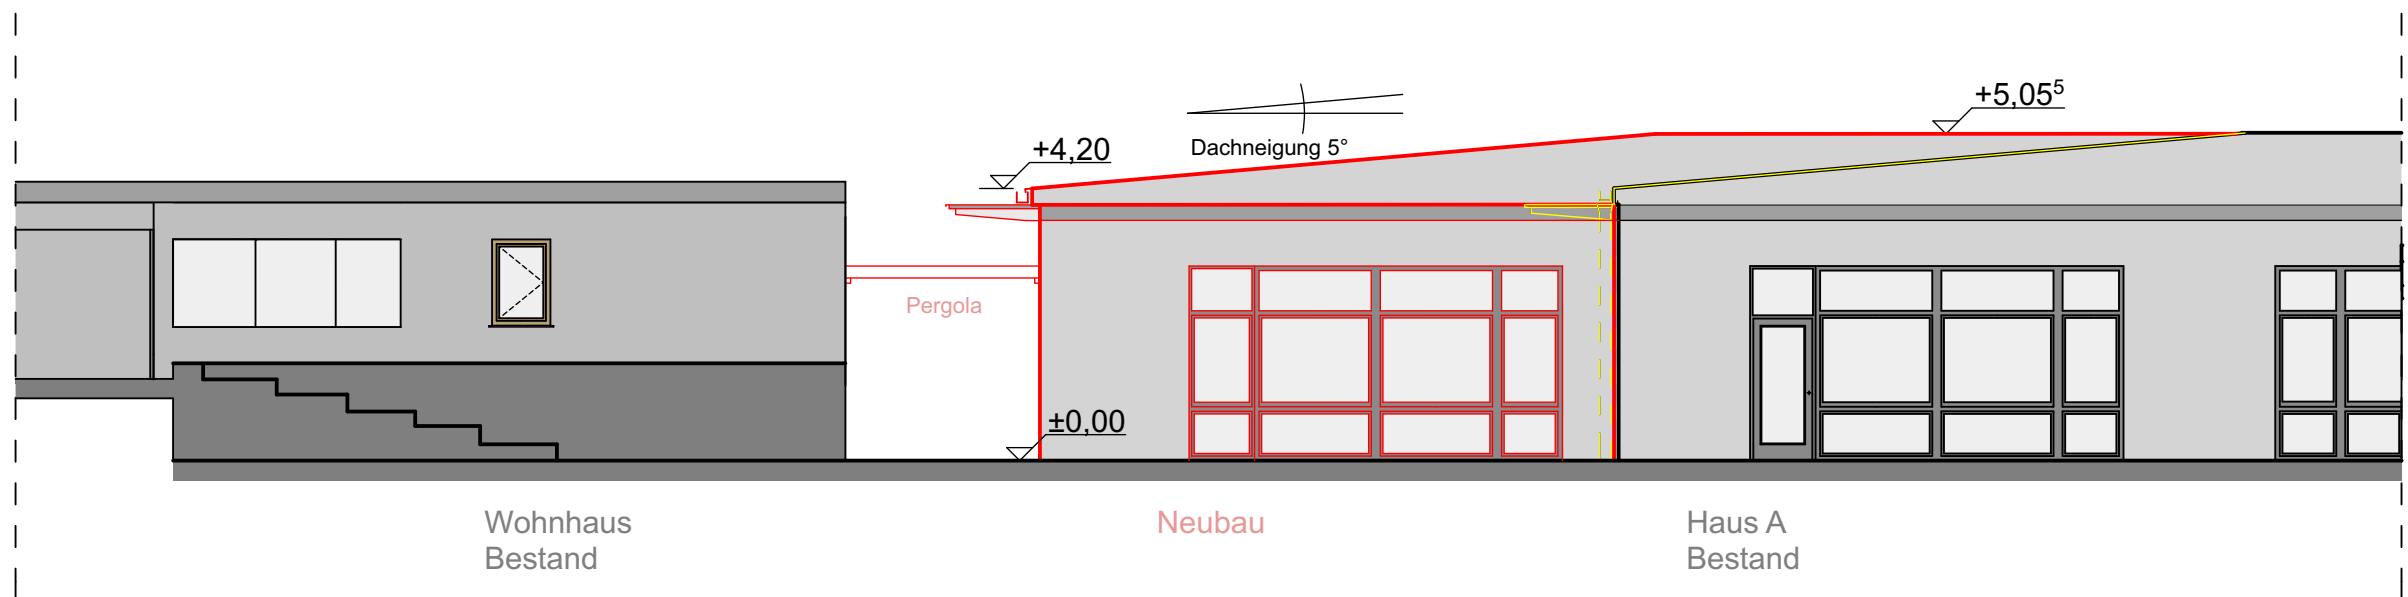 +5,05⁵
+4,20
Dachneigung 5°
Pergola
±0,00
Wohnhaus
Bestand
Neubau
Haus A
Bestand